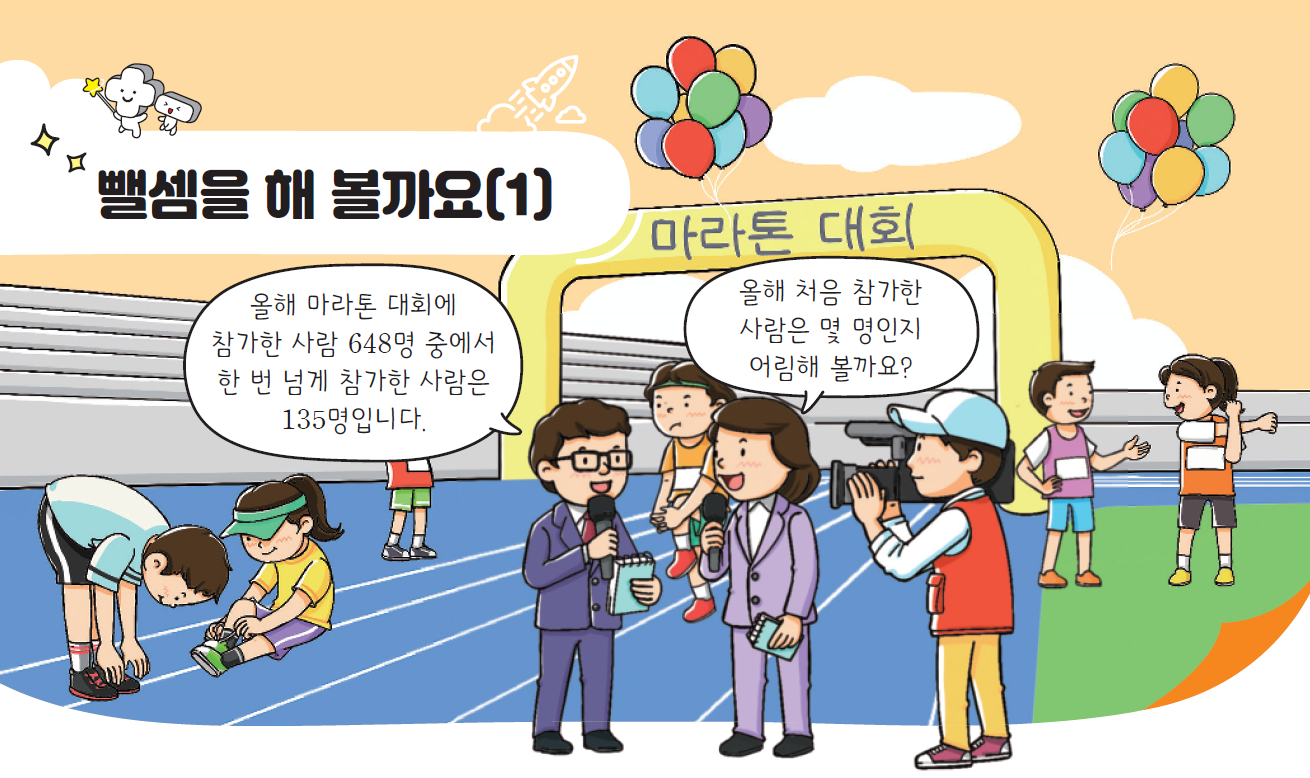 뺄셈을 해 볼까요(1)
마라톤 대회
올해 마라톤 대회에
참가한 사람 648명 중에서
한 번 넘게 참가한 사람은
135명입니다.
올해 처음 참가한
사람은 몇 명인지
어림해 볼까요?